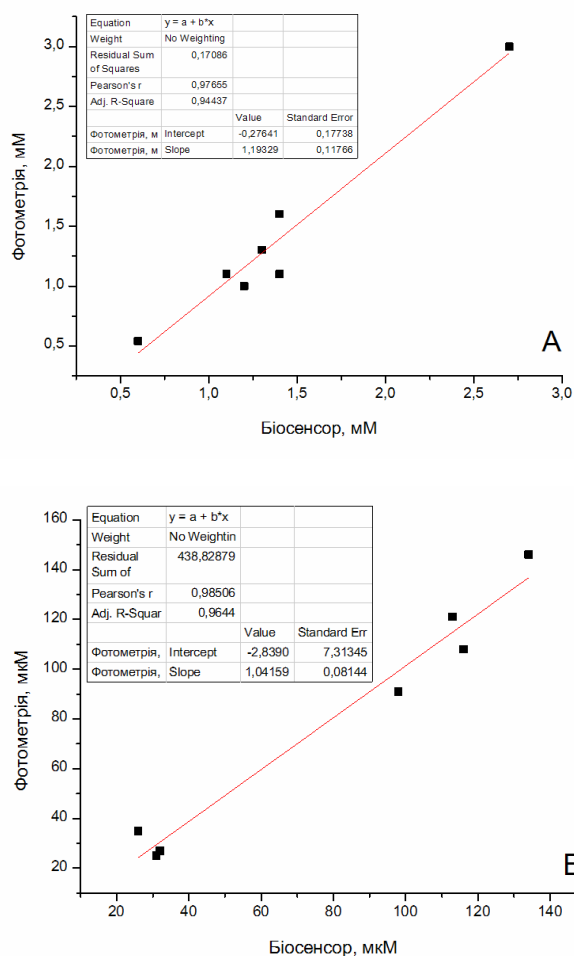 Equation y = a + b*x
Weight No Weighting
Residual Sum of Squares 0,17086
Pearson's r 0,97655
Adj. R-Square 0,94437
Value Standard Error
Фотометрія, м Intercept -0,27641 0,17738
Фотометрія, м Slope 1,19329 0,11766
3,0
2,5
2,0
1,5
1,0
0,5
Фотометрія, мМ
A
0,5 1,0 1,5 2,0 2,5 3,0
Біосенсор, мМ
Equation y = a + b*x
Weight No Weightin
Residual Sum of 438,82879
Pearson's r 0,98506
Adj. R-Squar 0,9644
Value Standard Err
Фотометрія, Intercept -2,8390 7,31345
Фотометрія, Slope 1,04159 0,08144
160
140
120
100
80
60
40
20
Фотометрія, мкМ
20 40 60 80 100 120 140
Біосенсор, мкМ